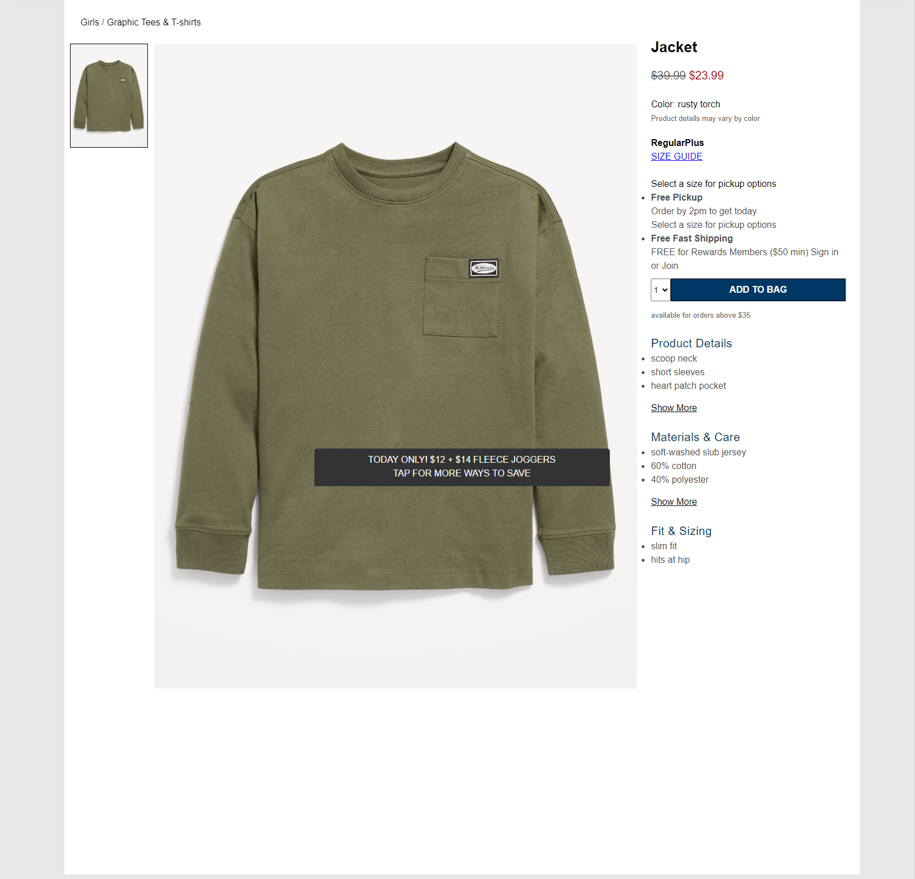 Girls / Graphic Tees & T-shirts
Jacket
$39.99 $23.99
Color: rusty torch
Product details may vary by color
RegularPlus
SIZE GUIDE
Select a size for pickup options
Free Pickup
Order by 2pm to get today
Select a size for pickup options
Free Fast Shipping
FREE for Rewards Members ($50 min) Sign in
or Join
1 ADD TO BAG
available for orders above $35
Product Details
scoop neck
short sleeves
heart patch pocket
Show More
Materials & Care
soft-washed slub jersey
60% cotton
40% polyester
Show More
Fit & Sizing
slim fit
hits at hip
TODAY ONLY! $12 + $14 FLEECE JOGGERS
TAP FOR MORE WAYS TO SAVE